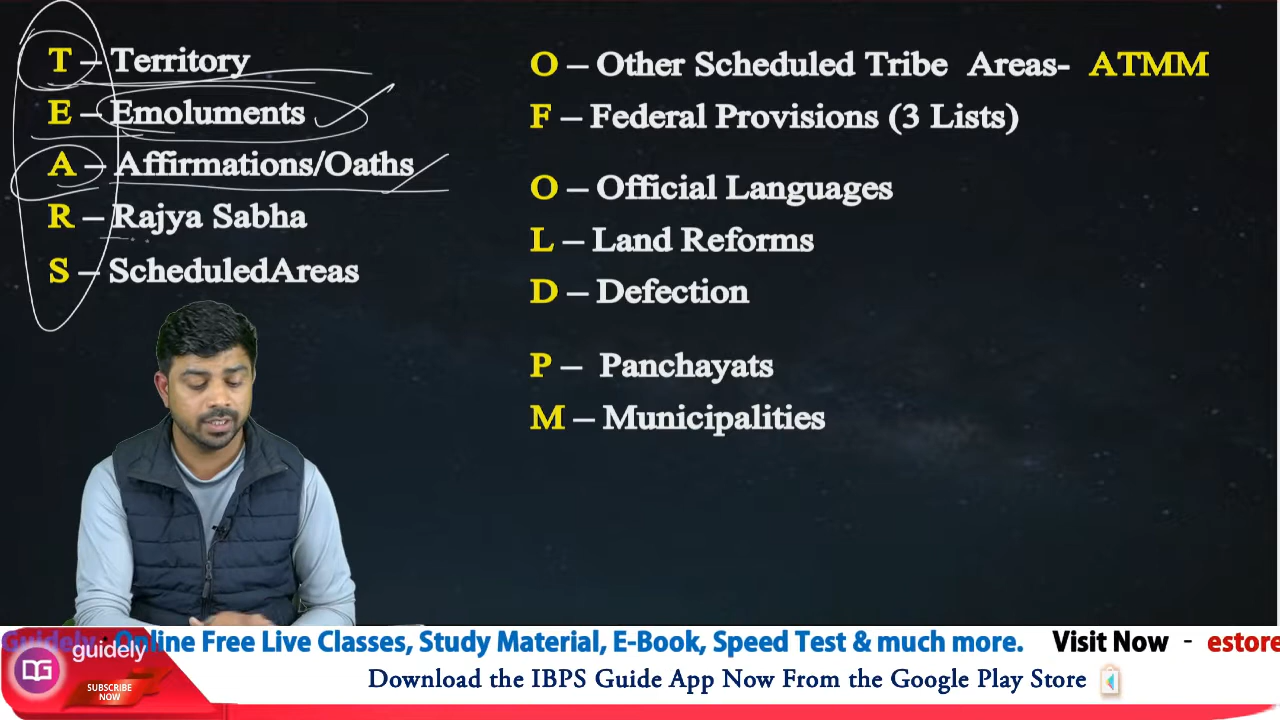 T – Territory
E – Emoluments
A – Affirmations/Oaths
R – Rajya Sabha
S – ScheduledAreas
O – Other Scheduled Tribe Areas- ATMM
F – Federal Provisions (3 Lists)
O – Official Languages
L – Land Reforms
D – Defection
P – Panchayats
M – Municipalities
Guidely : Online Free Live Classes, Study Material, E-Book, Speed Test & much more. Visit Now - estore
guidely
SUBSCRIBE
NOW
Download the IBPS Guide App Now From the Google Play Store